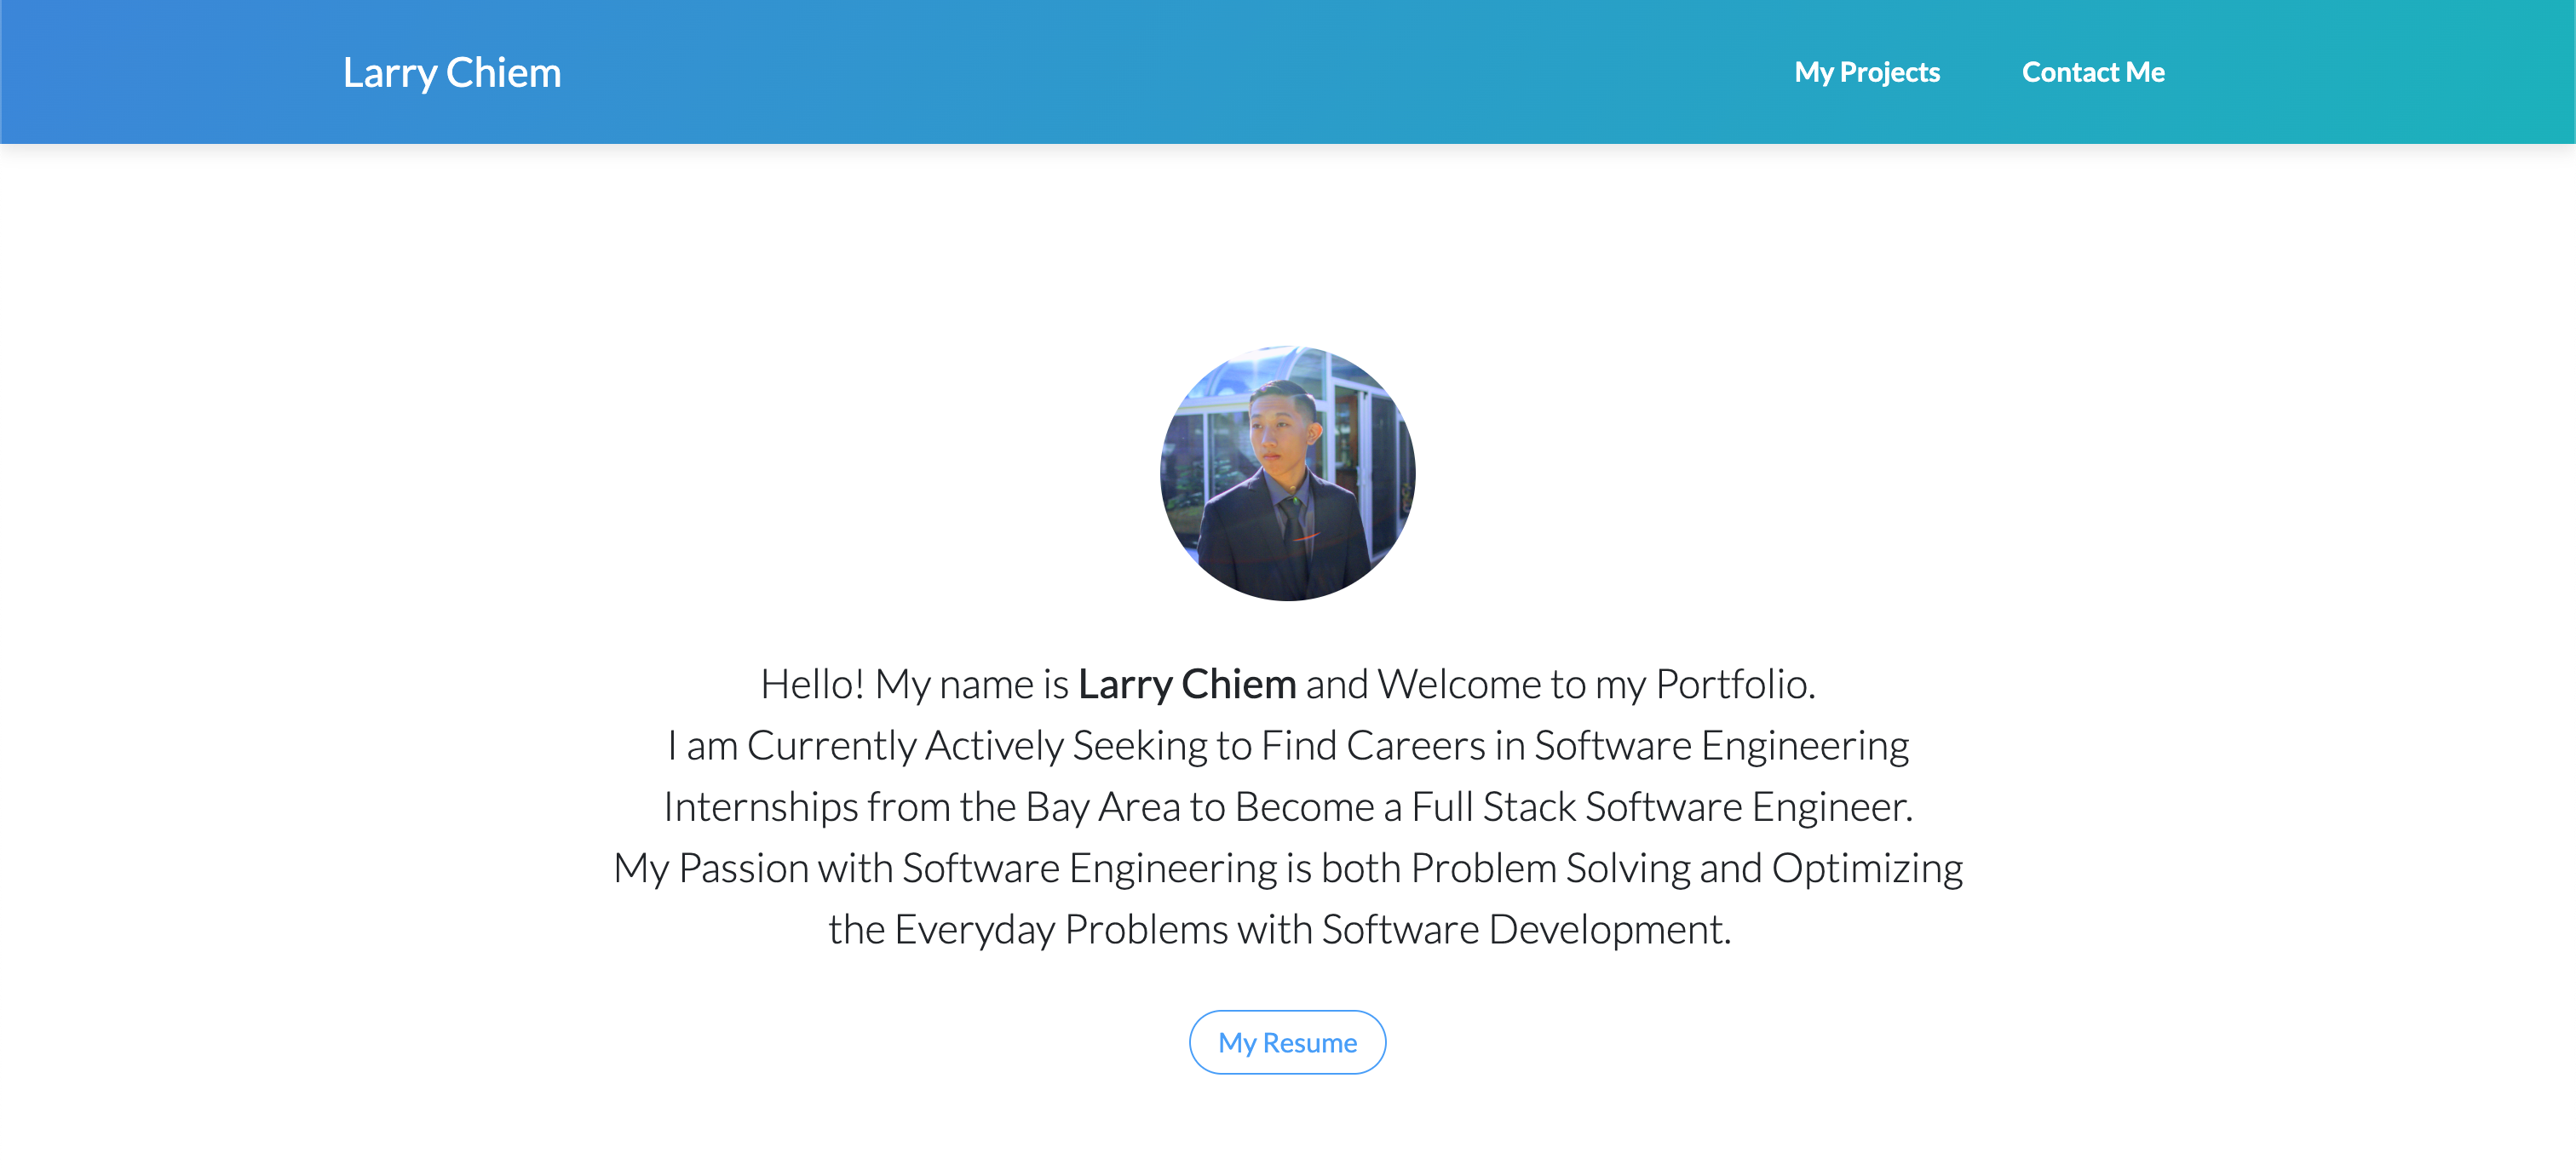 Larry Chiem
My Projects
Contact Me
Hello! My name is Larry Chiem and Welcome to my Portfolio.
I am Currently Actively Seeking to Find Careers in Software Engineering
Internships from the Bay Area to Become a Full Stack Software Engineer.
My Passion with Software Engineering is both Problem Solving and Optimizing
the Everyday Problems with Software Development.
My Resume